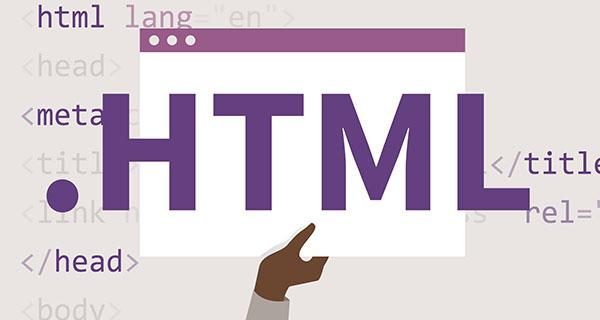 <html lang="en">
<head>
<meta
.HTML
<titl </title
<link rel="
</head>
<body>